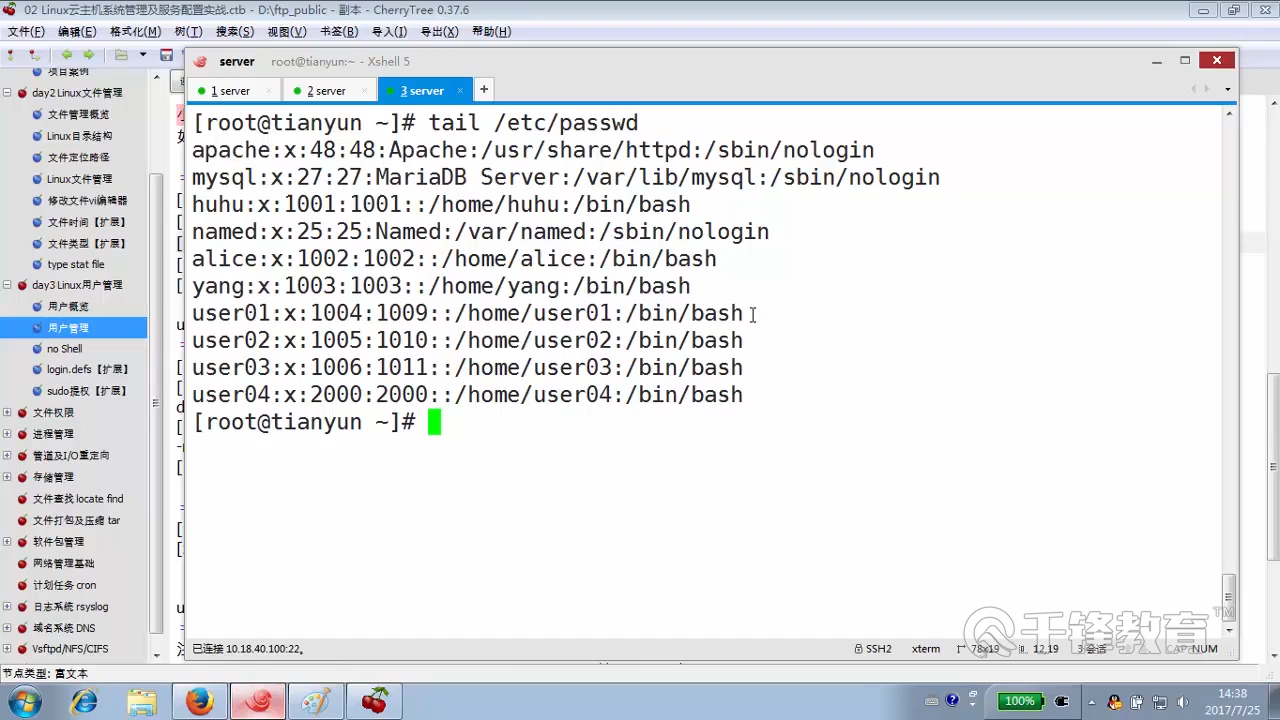 02 Linux云主机系统管理及服务配置实战.ctb - D:\ftp_public - 副本 - CherryTree 0.37.6
文件(F) 编辑(E) 格式化(M) 树(T) 搜索(S) 视图(V) 书签(B) 导入(I) 导出(X) 帮助(H)
项目案例
day2 Linux文件管理
文件管理概览
Linux目录结构
文件定位路径
Linux文件管理
修改文件vi编辑器
文件时间【扩展】
文件类型【扩展】
type stat file
day3 Linux用户管理
用户概览
用户管理
no Shell
login.defs【扩展】
sudo提权【扩展】
文件权限
进程管理
管道及I/O重定向
存储管理
文件查找 locate find
文件打包及压缩 tar
软件包管理
网络管理基础
计划任务 cron
日志系统 rsyslog
域名系统 DNS
Vsftpd/NFS/CIFS
节点类型: 富文本
server root@tianyun:~ - Xshell 5
1 server
2 server
3 server
[root@tianyun ~]# tail /etc/passwd
apache:x:48:48:Apache:/usr/share/httpd:/sbin/nologin
mysql:x:27:27:MariaDB Server:/var/lib/mysql:/sbin/nologin
huhu:x:1001:1001::/home/huhu:/bin/bash
named:x:25:25:Named:/var/named:/sbin/nologin
alice:x:1002:1002::/home/alice:/bin/bash
yang:x:1003:1003::/home/yang:/bin/bash
user01:x:1004:1009::/home/user01:/bin/bash
user02:x:1005:1010::/home/user02:/bin/bash
user03:x:1006:1011::/home/user03:/bin/bash
user04:x:2000:2000::/home/user04:/bin/bash
[root@tianyun ~]#
千锋教育 TM
已连接 10.18.40.100:22。 SSH2 xterm 78x19 12,19 3 会话 CAP NUM
100%
14:38
2017/7/25